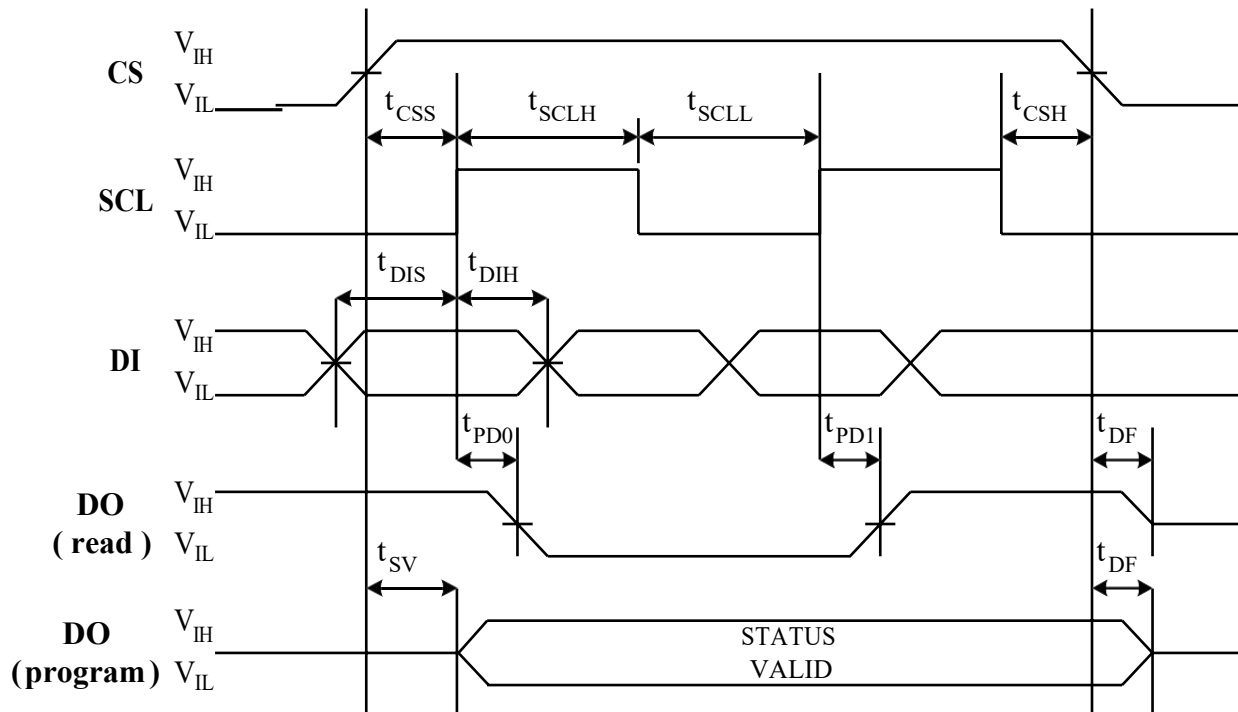 CS
V_IH
V_IL
t_CSS
t_SCLH
t_SCLL
t_CSH
SCL
V_IH
V_IL
t_DIS
t_DIH
DI
V_IH
V_IL
t_PD0
t_PD1
t_DF
DO
( read )
V_IH
V_IL
t_SV
t_DF
DO
(program)
V_IH
V_IL
STATUS
VALID